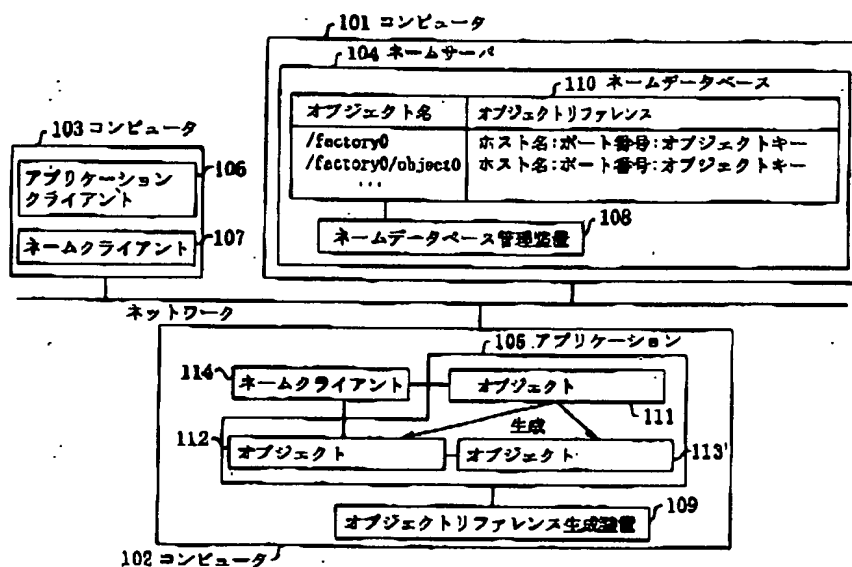 101 コンピュータ
104 ネームサーバ
110 ネームデータベース
オブジェクト名
オブジェクトリファレンス
/factory0
ホスト名:ポート番号:オブジェクトキー
/factory0/object0
ホスト名:ポート番号:オブジェクトキー
...
108
ネームデータベース管理装置
103 コンピュータ
106
アプリケーション
クライアント
107
ネームクライアント
ネットワーク
105 アプリケーション
114
ネームクライアント
オブジェクト
111
生成
112
オブジェクト
オブジェクト
113'
109
オブジェクトリファレンス生成装置
102 コンピュータ